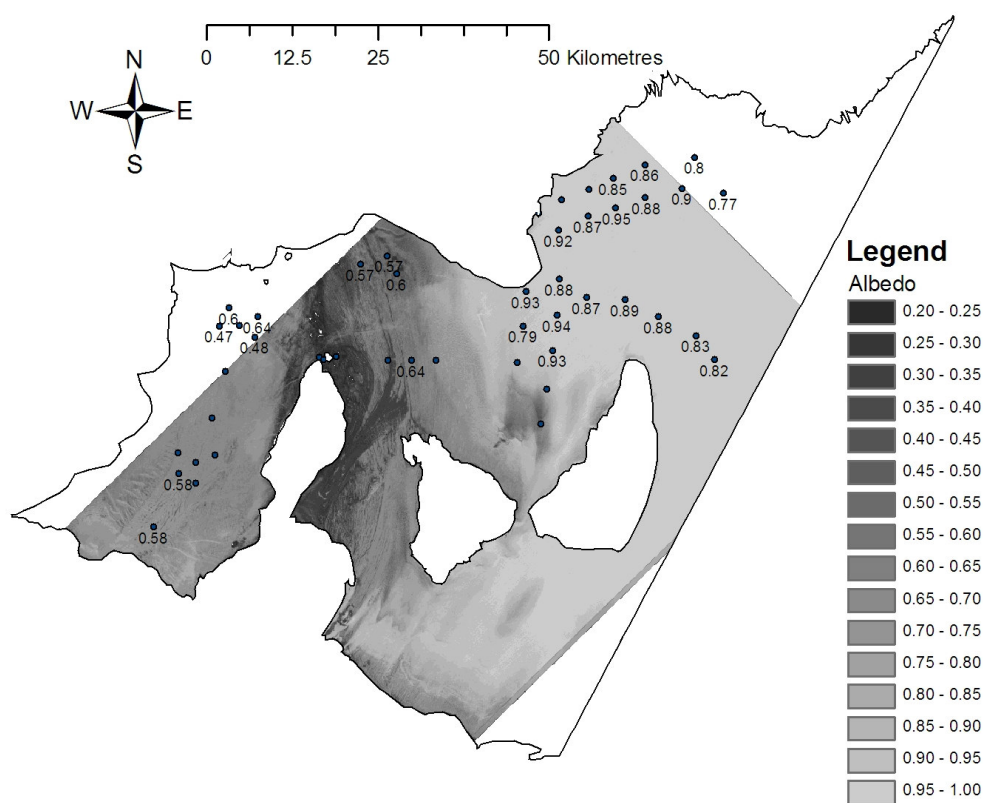 0 12.5 25 50 Kilometres
N
W E
S
0.8
0.86
0.85
0.9
0.77
0.88
0.95
0.87
0.92
0.57
0.57
0.6
0.88
0.93
0.87
0.89
0.6
0.64
0.47
0.48
0.94
0.79
0.88
0.83
0.93
0.82
0.64
0.58
0.58
Legend
Albedo
0.20 - 0.25
0.25 - 0.30
0.30 - 0.35
0.35 - 0.40
0.40 - 0.45
0.45 - 0.50
0.50 - 0.55
0.55 - 0.60
0.60 - 0.65
0.65 - 0.70
0.70 - 0.75
0.75 - 0.80
0.80 - 0.85
0.85 - 0.90
0.90 - 0.95
0.95 - 1.00